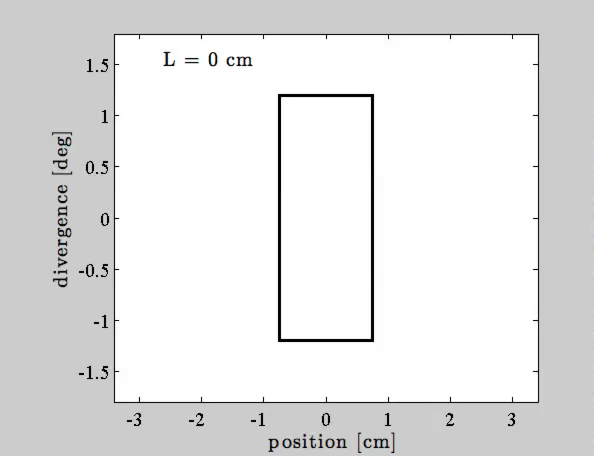 L = 0 cm
1.5
1
0.5
0
-0.5
-1
-1.5
divergence [deg]
-3 -2 -1 0 1 2 3
position [cm]